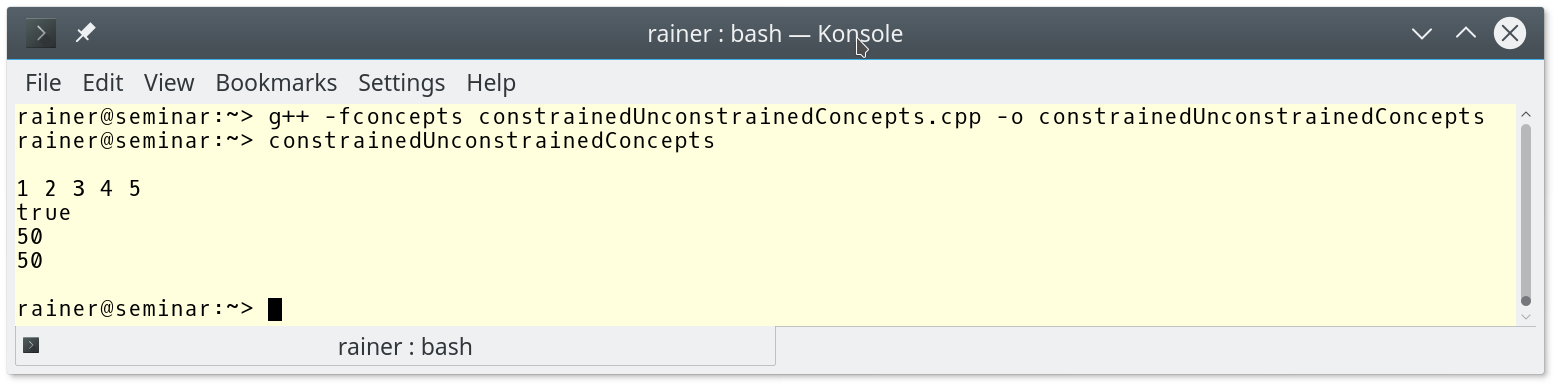 rainer : bash — Konsole
File Edit View Bookmarks Settings Help
rainer@seminar:~> g++ -fconcepts constrainedUnconstrainedConcepts.cpp -o constrainedUnconstrainedConcepts
rainer@seminar:~> constrainedUnconstrainedConcepts
1 2 3 4 5
true
50
50
rainer@seminar:~>
rainer : bash